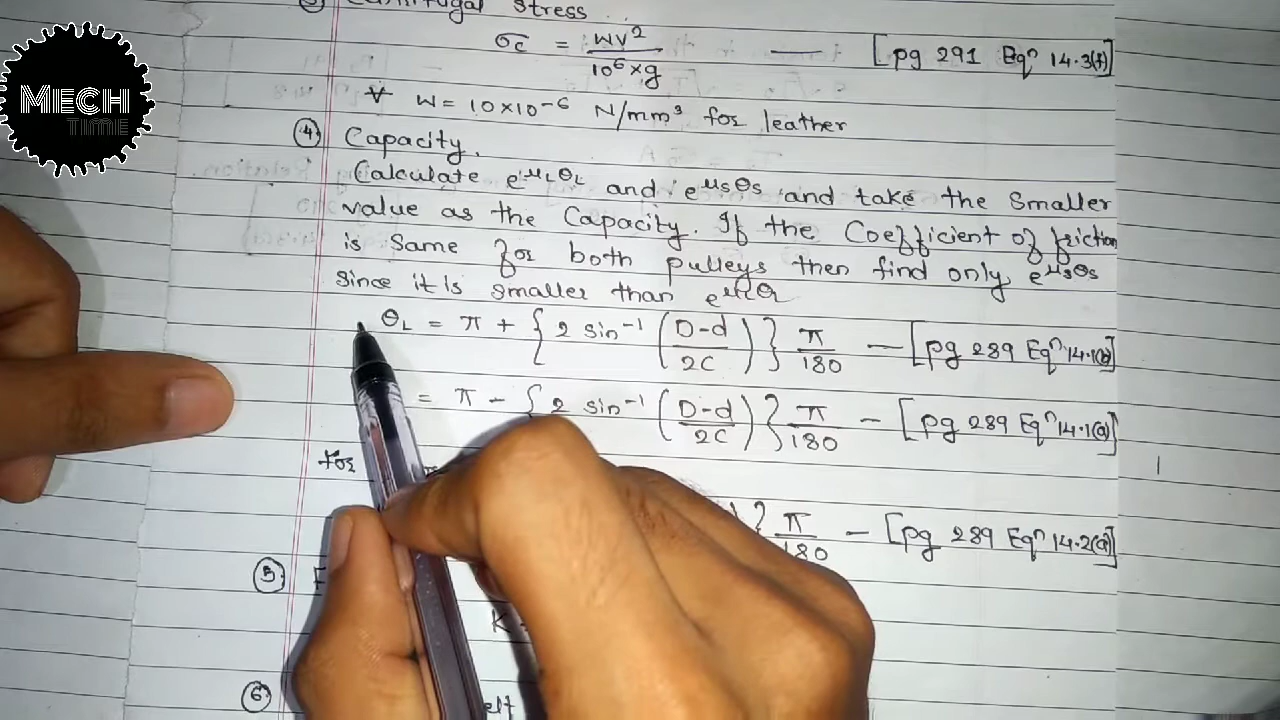 MECH
TIME
③ Centrifugal Stress
σc = wv² / 10⁶ × g — [pg 291 Eqⁿ 14.3(f)]
∀ w = 10×10⁻⁶ N/mm³ for leather
④ Capacity.
Calculate e^μLθL and e^μsθs and take the Smaller
value as the Capacity. If the Coefficient of friction
is Same for both pulleys then find only e^μsθs
Since it is smaller than e^μLθL
θL = π + { 2 sin⁻¹ (D-d / 2C) } π/180 — [pg 289 Eqⁿ 14.1(b)]
= π - { 2 sin⁻¹ (D-d / 2C) } π/180 — [pg 289 Eqⁿ 14.1(a)]
for
} π/180 — [pg 289 Eqⁿ 14.2(a)]
⑤
K
⑥